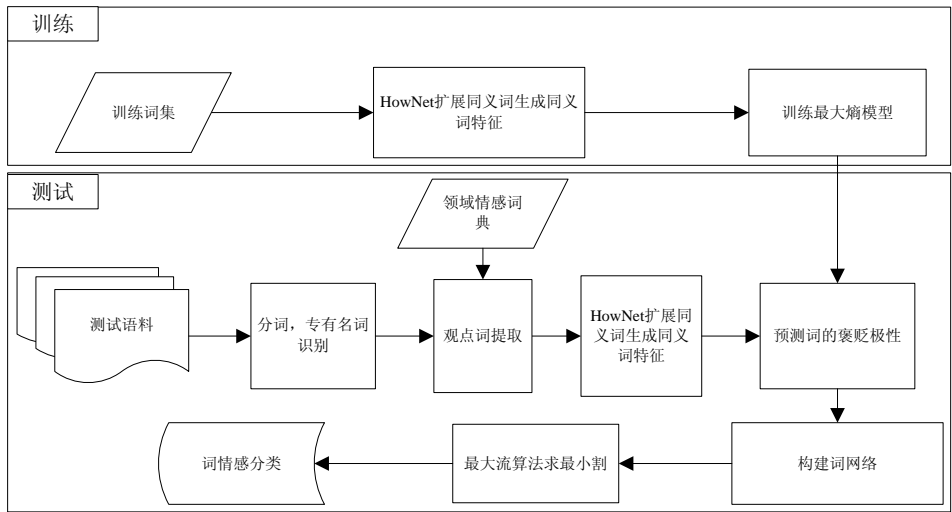 训练
训练词集
HowNet扩展同义词生成同义
词特征
训练最大熵模型
测试
领域情感词
典
测试语料
分词，专有名词
识别
观点词提取
HowNet扩展同
义词生成同义
词特征
预测词的褒贬极性
词情感分类
最大流算法求最小割
构建词网络